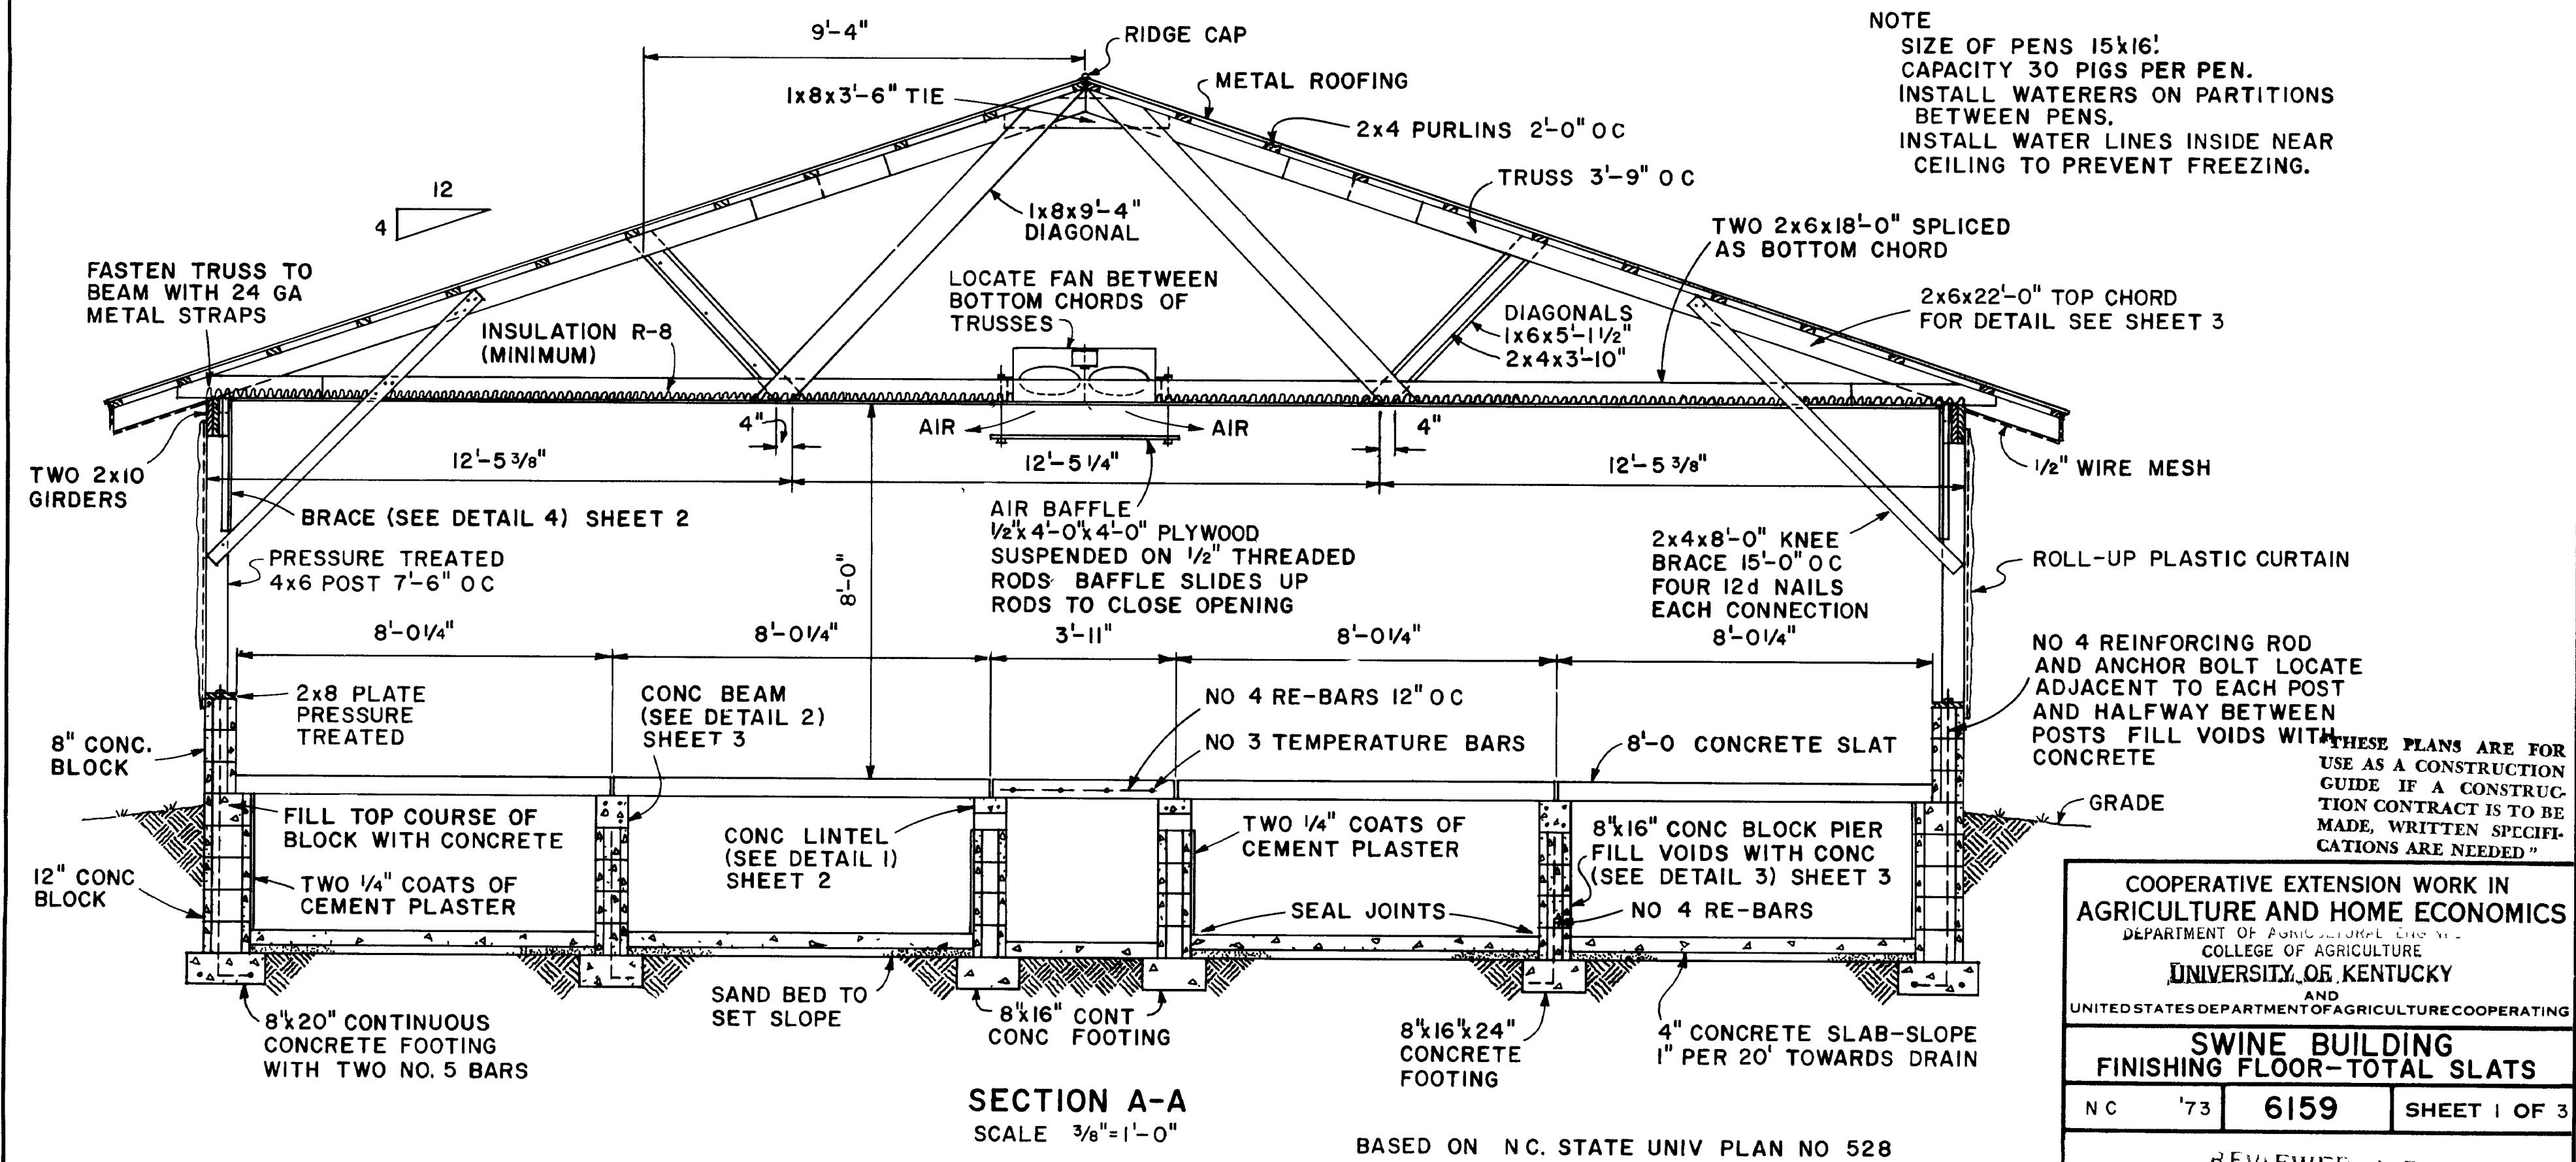 9'-4"
RIDGE CAP
METAL ROOFING
1x8x3'-6" TIE
2x4 PURLINS 2'-0" O C
TRUSS 3'-9" O C
NOTE
SIZE OF PENS 15'x16'.
CAPACITY 30 PIGS PER PEN.
INSTALL WATERERS ON PARTITIONS
BETWEEN PENS.
INSTALL WATER LINES INSIDE NEAR
CEILING TO PREVENT FREEZING.
12
4
1x8x9'-4"
DIAGONAL
TWO 2x6x18'-0" SPLICED
AS BOTTOM CHORD
FASTEN TRUSS TO
BEAM WITH 24 GA
METAL STRAPS
INSULATION R-8
(MINIMUM)
LOCATE FAN BETWEEN
BOTTOM CHORDS OF
TRUSSES
DIAGONALS
1x6x5'-1 1/2"
2x4x3'-10"
2x6x22'-0" TOP CHORD
FOR DETAIL SEE SHEET 3
4"
AIR
AIR
4"
TWO 2x10
GIRDERS
12'-5 3/8"
12'-5 1/4"
12'-5 3/8"
1/2" WIRE MESH
BRACE (SEE DETAIL 4) SHEET 2
PRESSURE TREATED
4x6 POST 7'-6" O C
8'-0"
AIR BAFFLE
1/2"x 4'-0"x 4'-0" PLYWOOD
SUSPENDED ON 1/2" THREADED
RODS BAFFLE SLIDES UP
RODS TO CLOSE OPENING
2x4x8'-0" KNEE
BRACE 15'-0" O C
FOUR 12d NAILS
EACH CONNECTION
ROLL-UP PLASTIC CURTAIN
8'-0 1/4"
8'-0 1/4"
3'-11"
8'-0 1/4"
8'-0 1/4"
NO 4 REINFORCING ROD
AND ANCHOR BOLT LOCATE
ADJACENT TO EACH POST
AND HALFWAY BETWEEN
POSTS FILL VOIDS WITH
CONCRETE
2x8 PLATE
PRESSURE
TREATED
CONC BEAM
(SEE DETAIL 2)
SHEET 3
NO 4 RE-BARS 12" O C
NO 3 TEMPERATURE BARS
8'-0 CONCRETE SLAT
8" CONC.
BLOCK
"THESE PLANS ARE FOR
USE AS A CONSTRUCTION
GUIDE IF A CONSTRUC-
TION CONTRACT IS TO BE
MADE, WRITTEN SPECIFI-
CATIONS ARE NEEDED"
GRADE
FILL TOP COURSE OF
BLOCK WITH CONCRETE
CONC LINTEL
(SEE DETAIL 1)
SHEET 2
TWO 1/4" COATS OF
CEMENT PLASTER
8"x16" CONC BLOCK PIER
FILL VOIDS WITH CONC
(SEE DETAIL 3) SHEET 3
12" CONC
BLOCK
TWO 1/4" COATS OF
CEMENT PLASTER
SEAL JOINTS
NO 4 RE-BARS
SAND BED TO
SET SLOPE
8"x20" CONTINUOUS
CONCRETE FOOTING
WITH TWO NO. 5 BARS
8"x16" CONT
CONC FOOTING
8"x16"x24"
CONCRETE
FOOTING
4" CONCRETE SLAB-SLOPE
1" PER 20' TOWARDS DRAIN
SECTION A-A
SCALE 3/8"=1'-0"
BASED ON N C. STATE UNIV PLAN NO 528
COOPERATIVE EXTENSION WORK IN
AGRICULTURE AND HOME ECONOMICS
DEPARTMENT OF AGRICULTURAL
COLLEGE OF AGRICULTURE
UNIVERSITY OF KENTUCKY
AND
UNITED STATES DEPARTMENT OF AGRICULTURE COOPERATING
SWINE BUILDING
FINISHING FLOOR-TOTAL SLATS
N C '73
6159
SHEET 1 OF 3